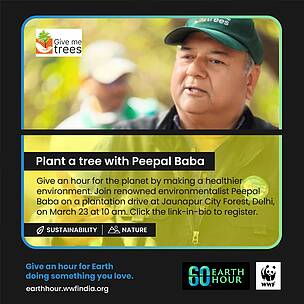 Give me
trees
Plant a tree with Peepal Baba
Give an hour for the planet by making a healthier
environment. Join renowned environmentalist Peepal
Baba on a plantation drive at Jaunapur City Forest, Delhi,
on March 23 at 10 am. Click the link-in-bio to register.
SUSTAINABILITY | NATURE
Give an hour for Earth
doing something you love.
earthhour.wwfindia.org
60 EARTH
HOUR
WWF